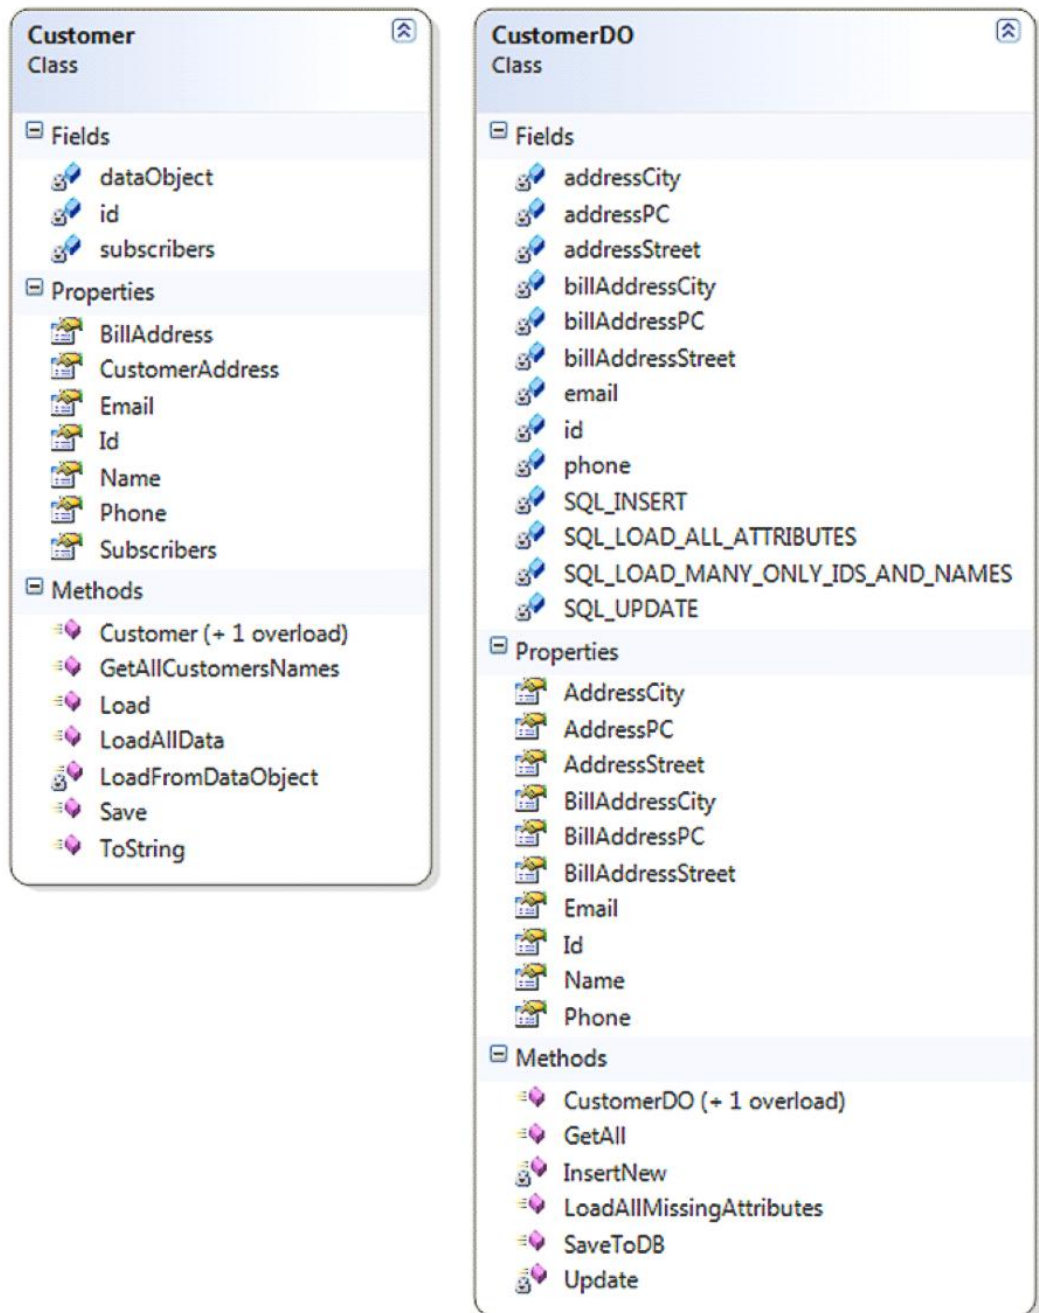 Customer
Class
Fields
dataObject
id
subscribers
Properties
BillAddress
CustomerAddress
Email
Id
Name
Phone
Subscribers
Methods
Customer (+ 1 overload)
GetAllCustomersNames
Load
LoadAllData
LoadFromDataObject
Save
ToString
CustomerDO
Class
Fields
addressCity
addressPC
addressStreet
billAddressCity
billAddressPC
billAddressStreet
email
id
phone
SQL_INSERT
SQL_LOAD_ALL_ATTRIBUTES
SQL_LOAD_MANY_ONLY_IDS_AND_NAMES
SQL_UPDATE
Properties
AddressCity
AddressPC
AddressStreet
BillAddressCity
BillAddressPC
BillAddressStreet
Email
Id
Name
Phone
Methods
CustomerDO (+ 1 overload)
GetAll
InsertNew
LoadAllMissingAttributes
SaveToDB
Update